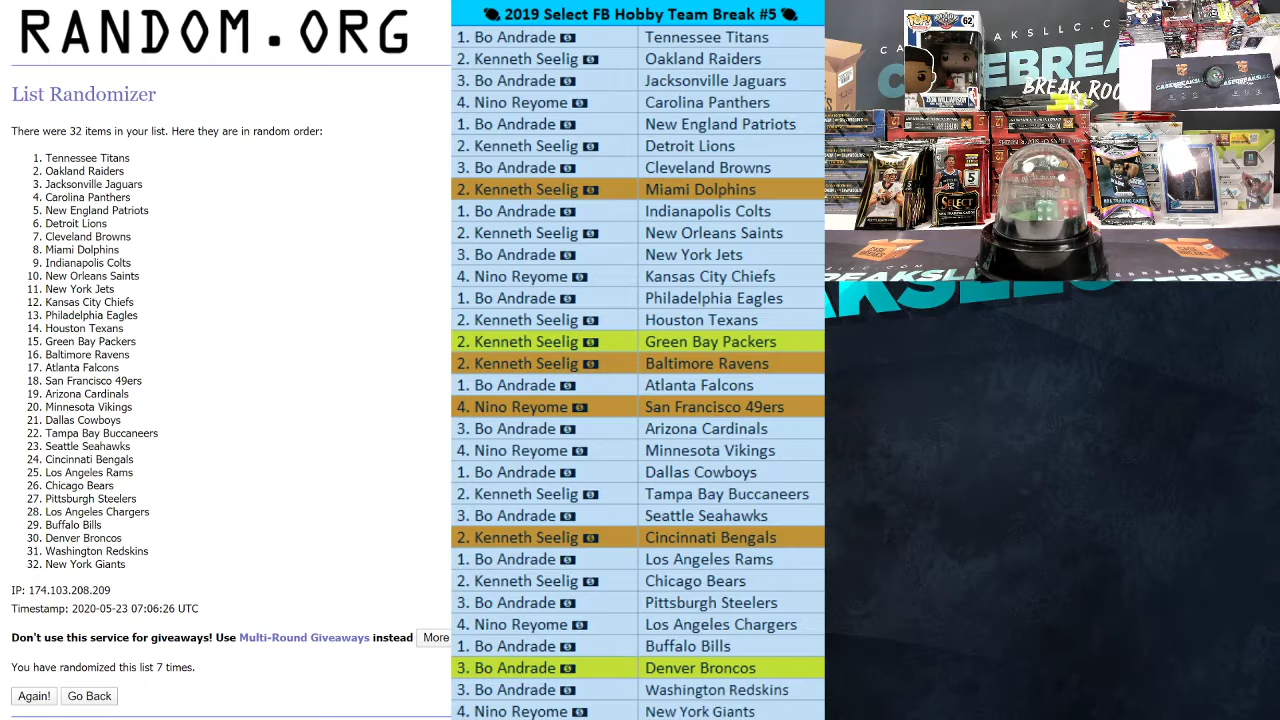 RANDOM.ORG
List Randomizer
There were 32 items in your list. Here they are in random order:
1. Tennessee Titans
2. Oakland Raiders
3. Jacksonville Jaguars
4. Carolina Panthers
5. New England Patriots
6. Detroit Lions
7. Cleveland Browns
8. Miami Dolphins
9. Indianapolis Colts
10. New Orleans Saints
11. New York Jets
12. Kansas City Chiefs
13. Philadelphia Eagles
14. Houston Texans
15. Green Bay Packers
16. Baltimore Ravens
17. Atlanta Falcons
18. San Francisco 49ers
19. Arizona Cardinals
20. Minnesota Vikings
21. Dallas Cowboys
22. Tampa Bay Buccaneers
23. Seattle Seahawks
24. Cincinnati Bengals
25. Los Angeles Rams
26. Chicago Bears
27. Pittsburgh Steelers
28. Los Angeles Chargers
29. Buffalo Bills
30. Denver Broncos
31. Washington Redskins
32. New York Giants
IP: 174.103.208.209
Timestamp: 2020-05-23 07:06:26 UTC
Don't use this service for giveaways! Use Multi-Round Giveaways instead More
You have randomized this list 7 times.
Again! Go Back
2019 Select FB Hobby Team Break #5
1. Bo Andrade Tennessee Titans
2. Kenneth Seelig Oakland Raiders
3. Bo Andrade Jacksonville Jaguars
4. Nino Reyome Carolina Panthers
1. Bo Andrade New England Patriots
2. Kenneth Seelig Detroit Lions
3. Bo Andrade Cleveland Browns
2. Kenneth Seelig Miami Dolphins
1. Bo Andrade Indianapolis Colts
2. Kenneth Seelig New Orleans Saints
3. Bo Andrade New York Jets
4. Nino Reyome Kansas City Chiefs
1. Bo Andrade Philadelphia Eagles
2. Kenneth Seelig Houston Texans
2. Kenneth Seelig Green Bay Packers
2. Kenneth Seelig Baltimore Ravens
1. Bo Andrade Atlanta Falcons
4. Nino Reyome San Francisco 49ers
3. Bo Andrade Arizona Cardinals
4. Nino Reyome Minnesota Vikings
1. Bo Andrade Dallas Cowboys
2. Kenneth Seelig Tampa Bay Buccaneers
3. Bo Andrade Seattle Seahawks
2. Kenneth Seelig Cincinnati Bengals
1. Bo Andrade Los Angeles Rams
2. Kenneth Seelig Chicago Bears
3. Bo Andrade Pittsburgh Steelers
4. Nino Reyome Los Angeles Chargers
1. Bo Andrade Buffalo Bills
3. Bo Andrade Denver Broncos
3. Bo Andrade Washington Redskins
4. Nino Reyome New York Giants
62
BREAK
SELECT
5